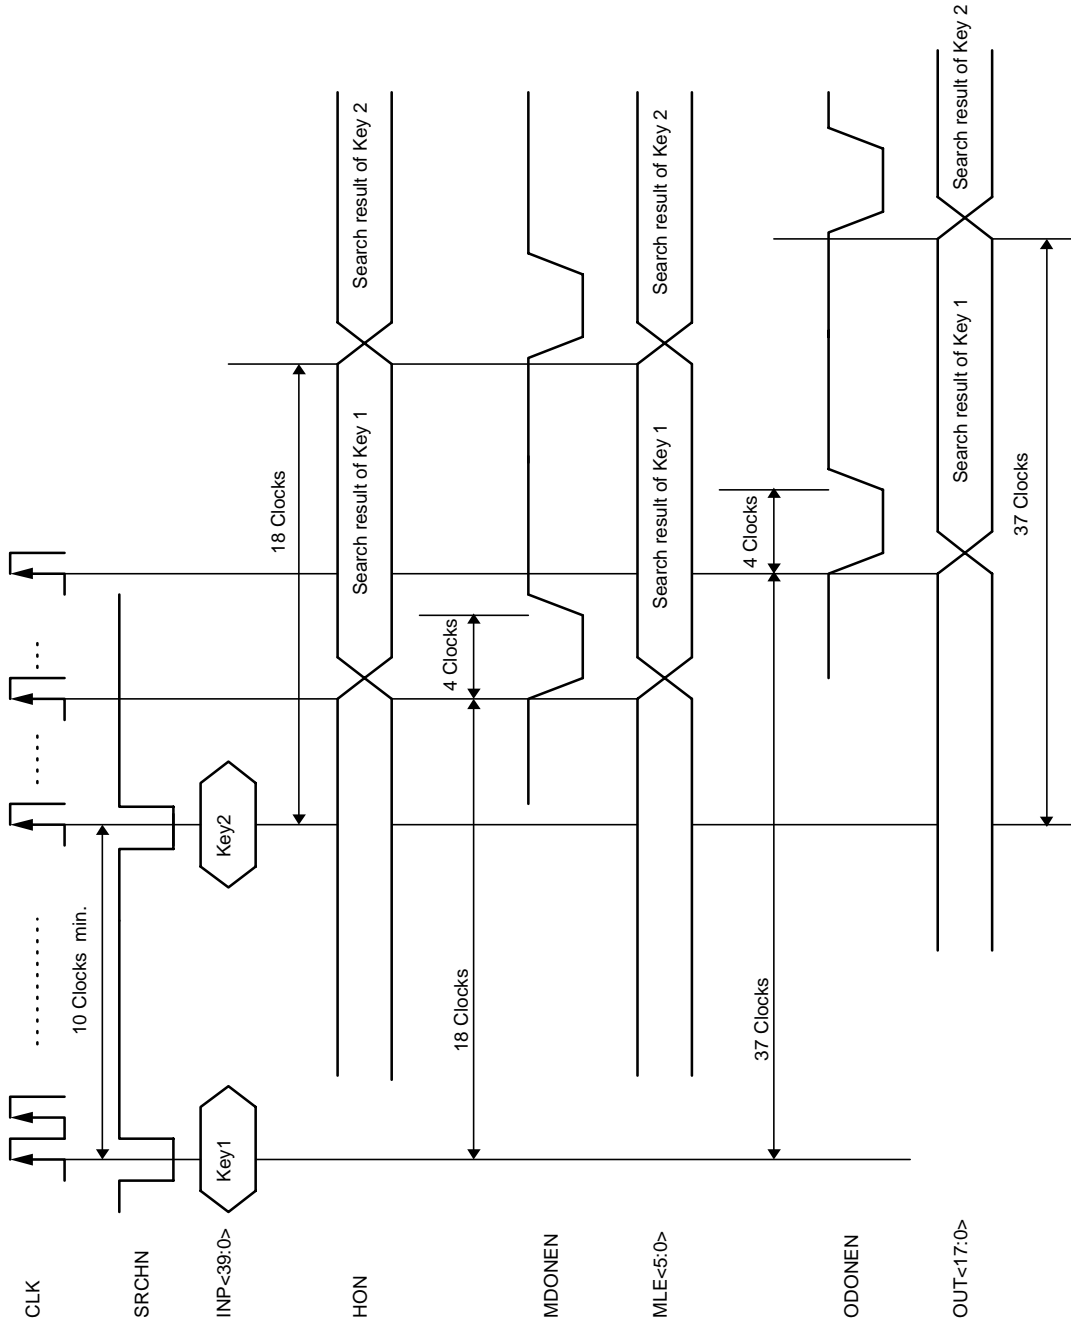 CLK
10 Clocks min.
SRCHN
INP<39:0>
Key1
Key2
18 Clocks
HON
Search result of Key 1
Search result of Key 2
18 Clocks
4 Clocks
MDONEN
MLE<5:0>
Search result of Key 1
Search result of Key 2
37 Clocks
4 Clocks
ODONEN
OUT<17:0>
Search result of Key 1
Search result of Key 2
37 Clocks